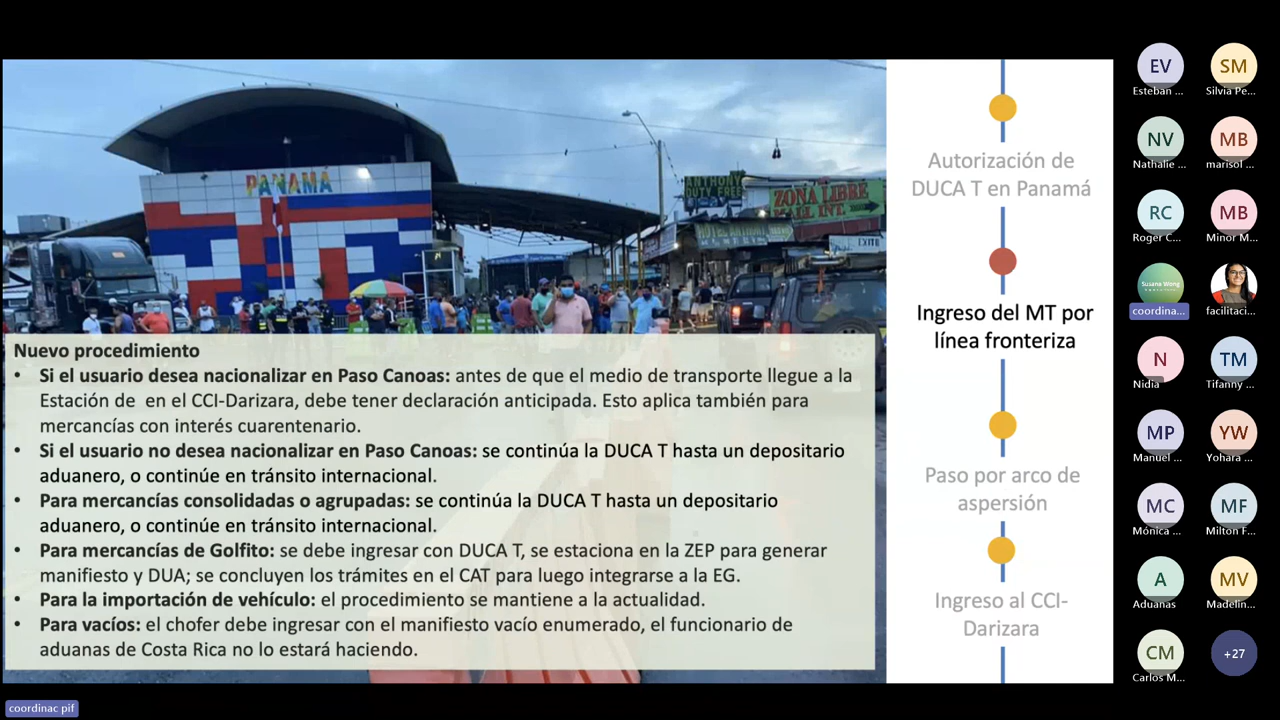 PANAMÁ
ANTHONY
DUTY FREE
ZONA LIBRE
Nuevo procedimiento
• Si el usuario desea nacionalizar en Paso Canoas: antes de que el medio de transporte llegue a la
Estación de  en el CCI-Darizara, debe tener declaración anticipada. Esto aplica también para
mercancías con interés cuarentenario.
• Si el usuario no desea nacionalizar en Paso Canoas: se continúa la DUCA T hasta un depositario
aduanero, o continúe en tránsito internacional.
• Para mercancías consolidadas o agrupadas: se continúa la DUCA T hasta un depositario
aduanero, o continúe en tránsito internacional.
• Para mercancías de Golfito: se debe ingresar con DUCA T, se estaciona en la ZEP para generar
manifiesto y DUA; se concluyen los trámites en el CAT para luego integrarse a la EG.
• Para la importación de vehículo: el procedimiento se mantiene a la actualidad.
• Para vacíos: el chofer debe ingresar con el manifiesto vacío enumerado, el funcionario de
aduanas de Costa Rica no lo estará haciendo.
Autorización de
DUCA T en Panamá
Ingreso del MT por
línea fronteriza
Paso por arco de
aspersión
Ingreso al CCI-
Darizara
EV SM
Esteban ... Silvia Pe...
NV MB
Nathalie ... marisol ...
RC MB
Roger C... Minor M...
Susana Wong
coordina... facilitaci...
N TM
Nidia Tifanny ...
MP YW
Manuel ... Yohara ...
MC MF
Mónica ... Milton F...
A MV
Aduanas Madelin...
CM +27
Carlos M...
coordinac pif